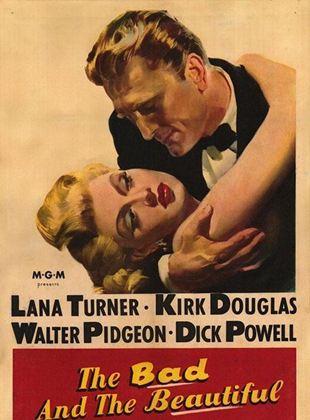 M·G·M
presents
LANA TURNER · KIRK DOUGLAS
WALTER PIDGEON · DICK POWELL
The Bad
And The Beautiful